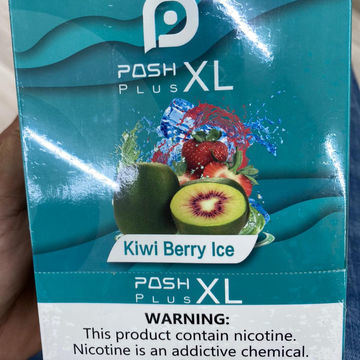 POSH
PLUS XL
Kiwi Berry Ice
POSH
PLUS XL
WARNING:
This product contain nicotine.
Nicotine is an addictive chemical.